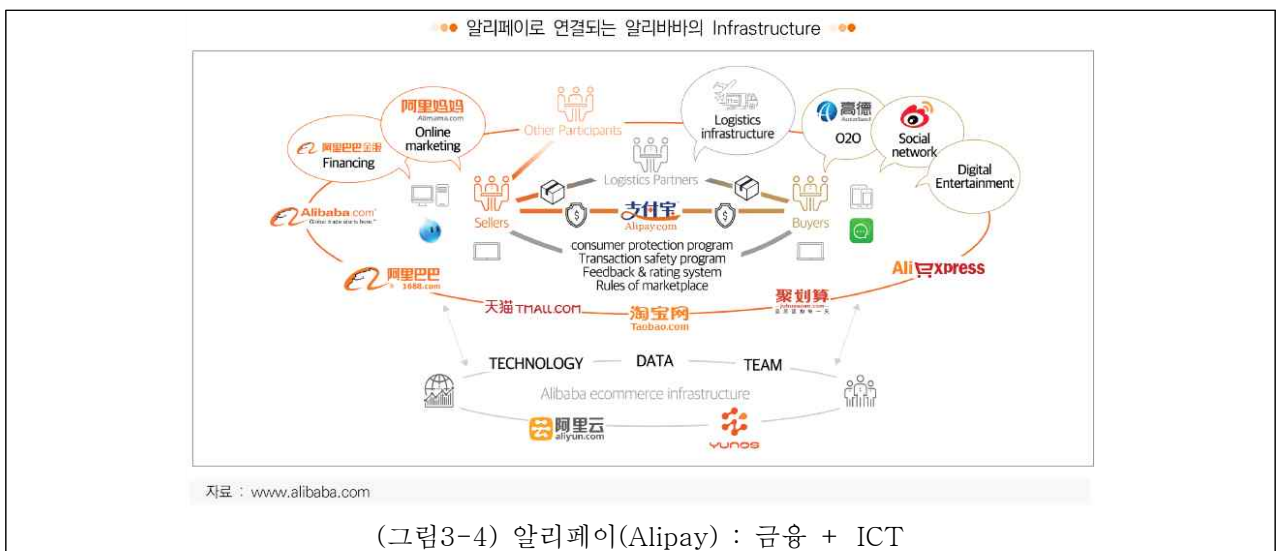 알리페이로 연결되는 알리바바의 Infrastructure
阿里妈妈
Alimama.com
Online
marketing
阿里巴巴金服
Financing
Other Participants
Logistics
infrastructure
高德
O2O
Social
network
Digital
Entertainment
Logistics Partners
Alibaba.com
Global trade starts here.
Sellers
支付宝
Alipay.com
Buyers
consumer protection program
Transaction safety program
Feedback & rating system
Rules of marketplace
阿里巴巴
1688.com
天猫 TMALL.COM
淘宝网
Taobao.com
聚划算
AliExpress
TECHNOLOGY
DATA
TEAM
Alibaba ecommerce infrastructure
阿里云
aliyun.com
YUNOS
자료 : www.alibaba.com
(그림3-4) 알리페이(Alipay) : 금융 + ICT